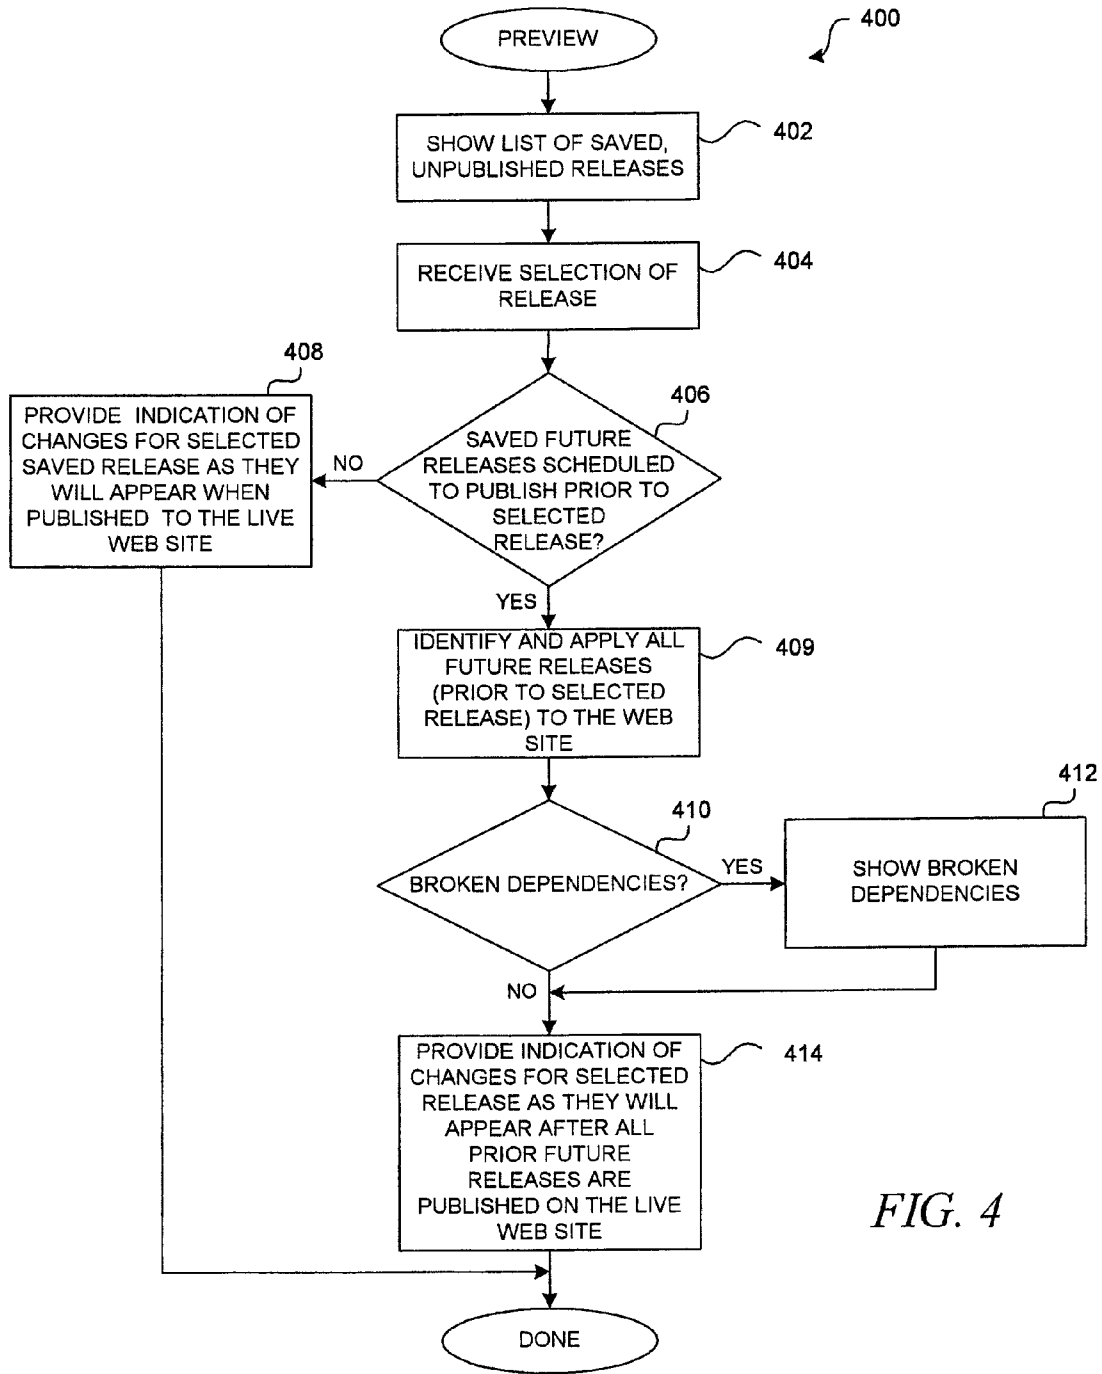 PREVIEW
400
SHOW LIST OF SAVED,
UNPUBLISHED RELEASES
402
RECEIVE SELECTION OF
RELEASE
404
408
PROVIDE INDICATION OF
CHANGES FOR SELECTED
SAVED RELEASE AS THEY
WILL APPEAR WHEN
PUBLISHED TO THE LIVE
WEB SITE
NO
406
SAVED FUTURE
RELEASES SCHEDULED
TO PUBLISH PRIOR TO
SELECTED
RELEASE?
YES
IDENTIFY AND APPLY ALL
FUTURE RELEASES
(PRIOR TO SELECTED
RELEASE) TO THE WEB
SITE
409
410
BROKEN DEPENDENCIES?
YES
412
SHOW BROKEN
DEPENDENCIES
NO
PROVIDE INDICATION OF
CHANGES FOR SELECTED
RELEASE AS THEY WILL
APPEAR AFTER ALL
PRIOR FUTURE
RELEASES ARE
PUBLISHED ON THE LIVE
WEB SITE
414
FIG. 4
DONE